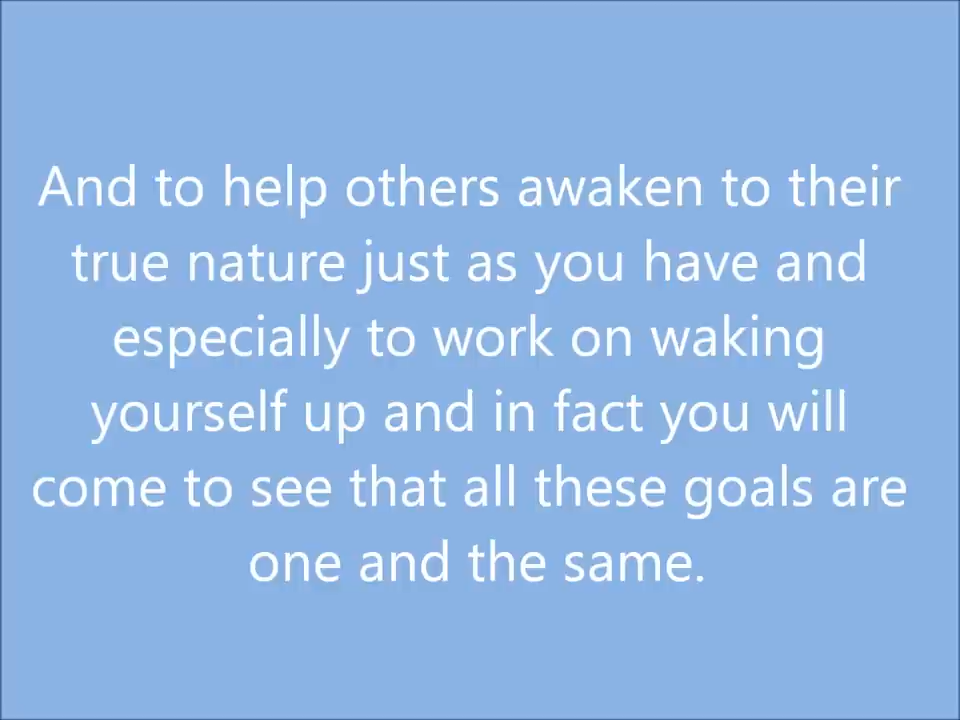 And to help others awaken to their
true nature just as you have and
especially to work on waking
yourself up and in fact you will
come to see that all these goals are
one and the same.